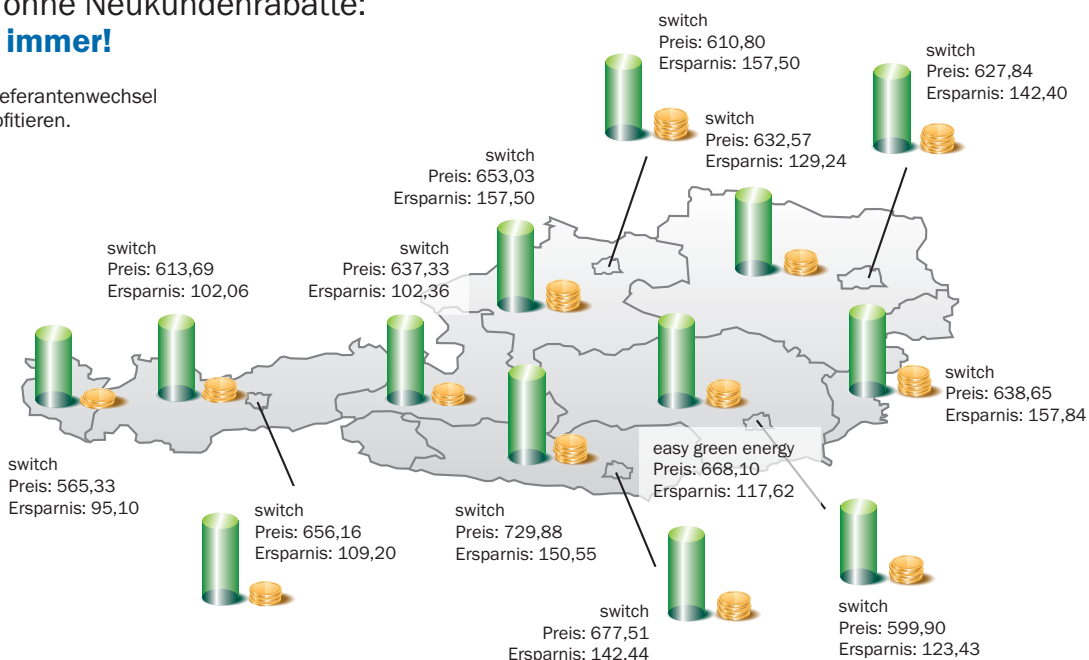 ohne Neukundenrabatte:
immer!
eferantenwechsel
ofitieren.
switch
Preis: 610,80
Ersparnis: 157,50
switch
Preis: 627,84
Ersparnis: 142,40
switch
Preis: 632,57
Ersparnis: 129,24
switch
Preis: 653,03
Ersparnis: 157,50
switch
Preis: 613,69
Ersparnis: 102,06
switch
Preis: 637,33
Ersparnis: 102,36
switch
Preis: 638,65
Ersparnis: 157,84
easy green energy
Preis: 668,10
Ersparnis: 117,62
switch
Preis: 565,33
Ersparnis: 95,10
switch
Preis: 656,16
Ersparnis: 109,20
switch
Preis: 729,88
Ersparnis: 150,55
switch
Preis: 677,51
Ersparnis: 142,44
switch
Preis: 599,90
Ersparnis: 123,43